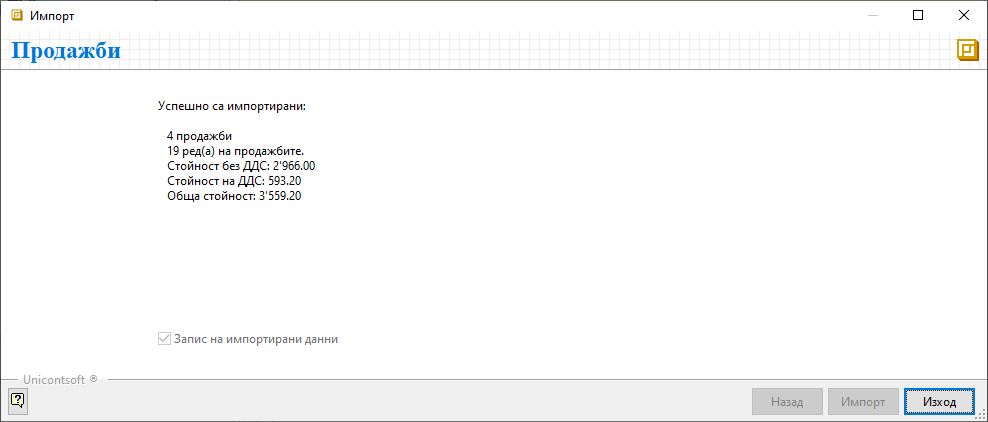 Импорт
Продажби
Успешно са импортирани:
4 продажби
19 ред(а) на продажбите.
Стойност без ДДС: 2'966.00
Стойност на ДДС: 593.20
Обща стойност: 3'559.20
Запис на импортирани данни
Unicontsoft ®
Назад
Импорт
Изход